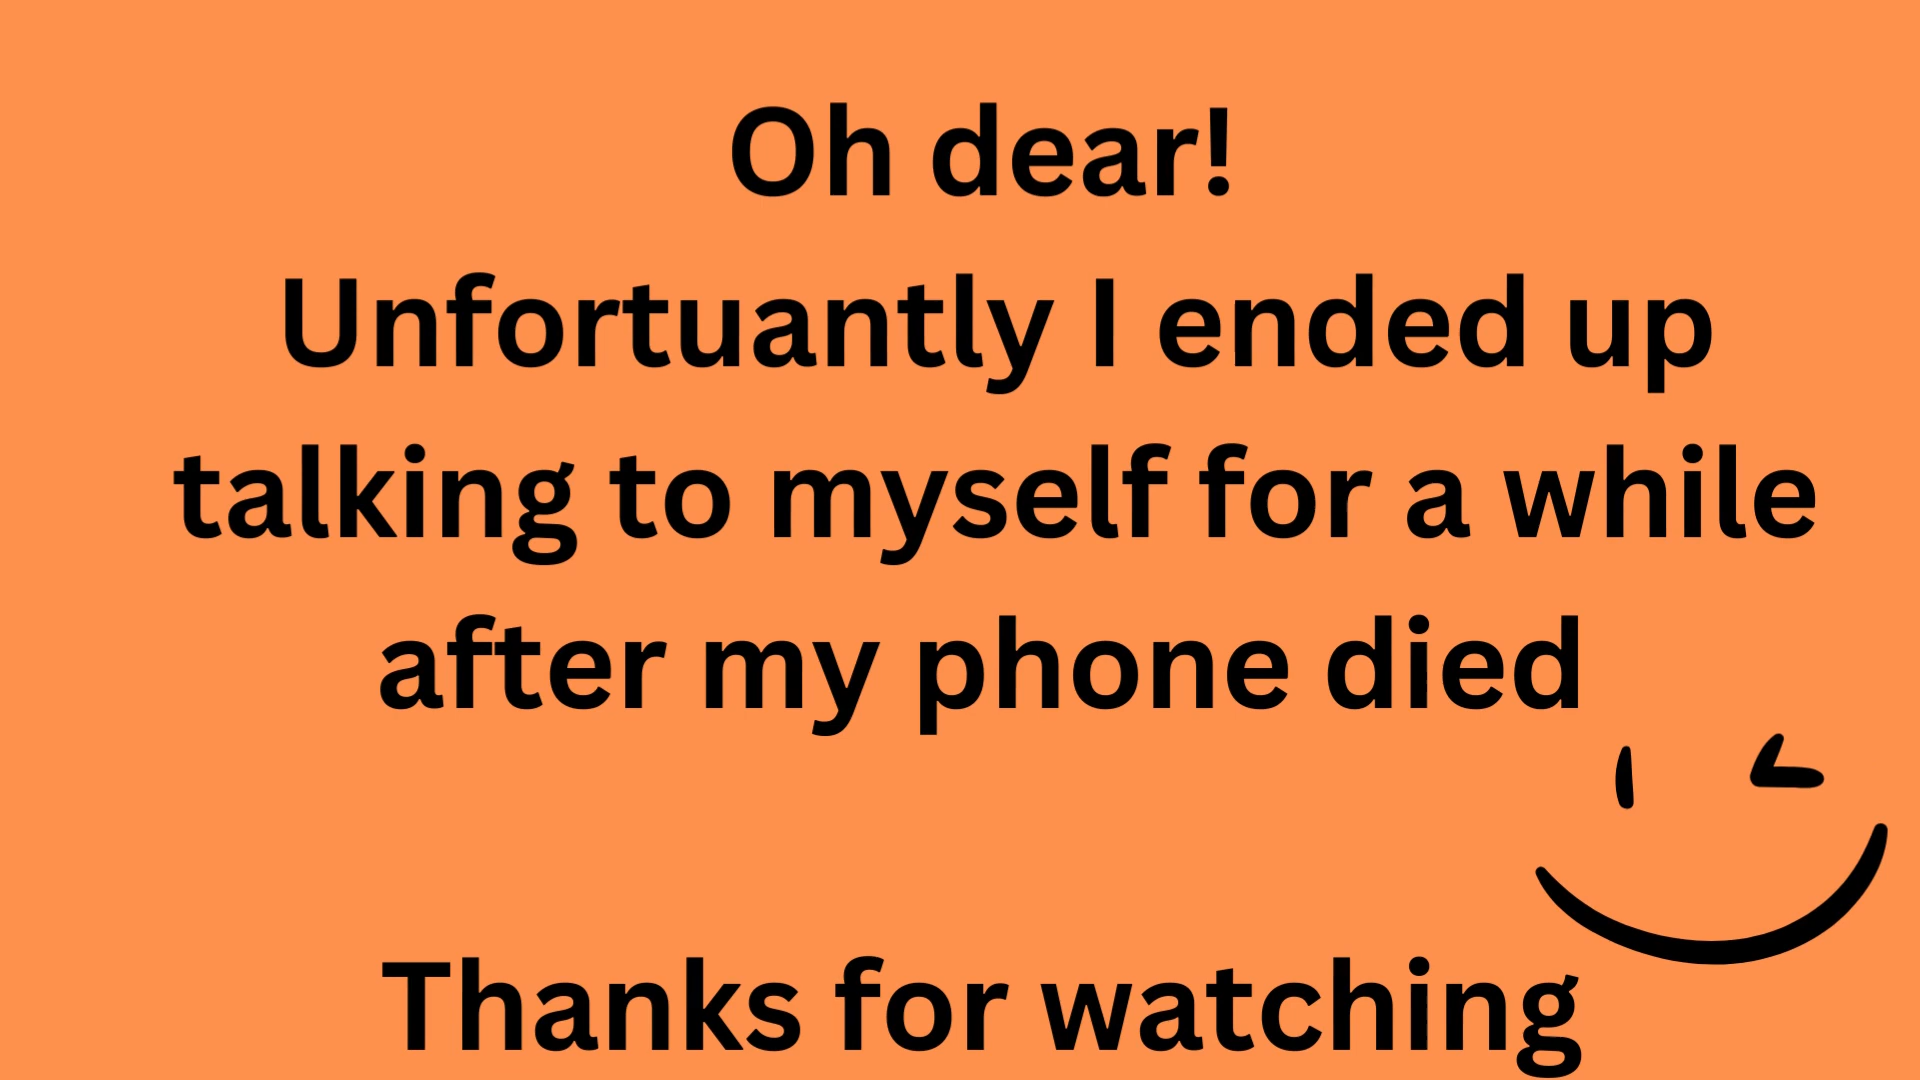 Oh dear!
Unfortuantly I ended up
talking to myself for a while
after my phone died
Thanks for watching